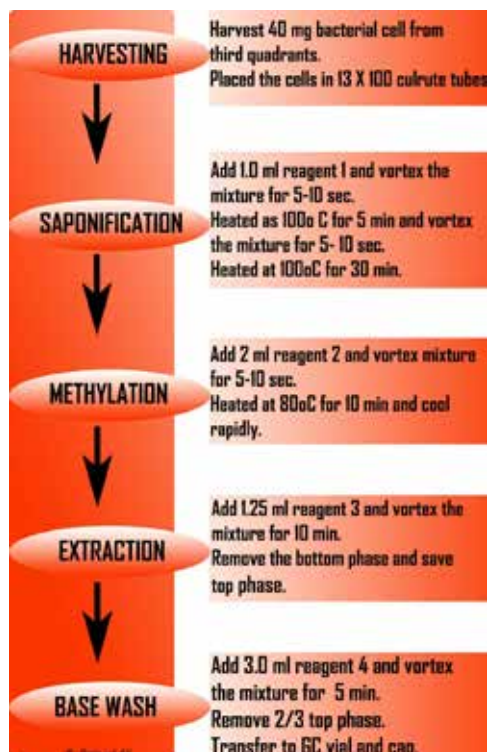 HARVESTING
Harvest 40 mg bacterial cell from
third quadrants.
Placed the cells in 13 X 100 culrute tubes
SAPONIFICATION
Add 1.0 ml reagent 1 and vortex the
mixture for 5-10 sec.
Heated as 100o C for 5 min and vortex
the mixture for 5- 10 sec.
Heated at 100oC for 30 min.
METHYLATION
Add 2 ml reagent 2 and vortex mixture
for 5-10 sec.
Heated at 80oC for 10 min and cool
rapidly.
EXTRACTION
Add 1.25 ml reagent 3 and vortex the
mixture for 10 min.
Remove the bottom phase and save
top phase.
BASE WASH
Add 3.0 ml reagent 4 and vortex
the mixture for 5 min.
Remove 2/3 top phase.
Transfer to GC vial and cap.